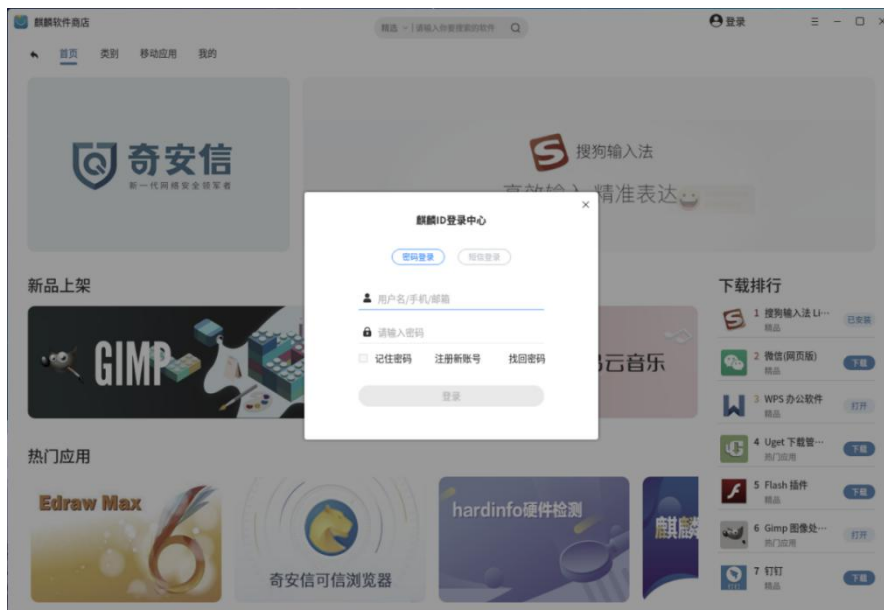 麒麟软件商店
精选 | 请输入你要搜索的软件
登录
首页 类别 移动应用 我的
奇安信
新一代网络安全领军者
搜狗输入法
高效输入 精准表达
麒麟ID登录中心
密码登录 短信登录
用户名/手机/邮箱
请输入密码
记住密码 注册新账号 找回密码
登录
新品上架
GIMP
云音乐
热门应用
Edraw Max
6
奇安信可信浏览器
hardinfo硬件检测
麒麟
下载排行
1 搜狗输入法 Li…
精品
已安装
2 微信(网页版)
精品
下载
3 WPS 办公软件
精品
打开
4 Uget 下载管…
热门应用
下载
5 Flash 插件
精品
下载
6 Gimp 图像处…
热门应用
打开
7 钉钉
精品
下载